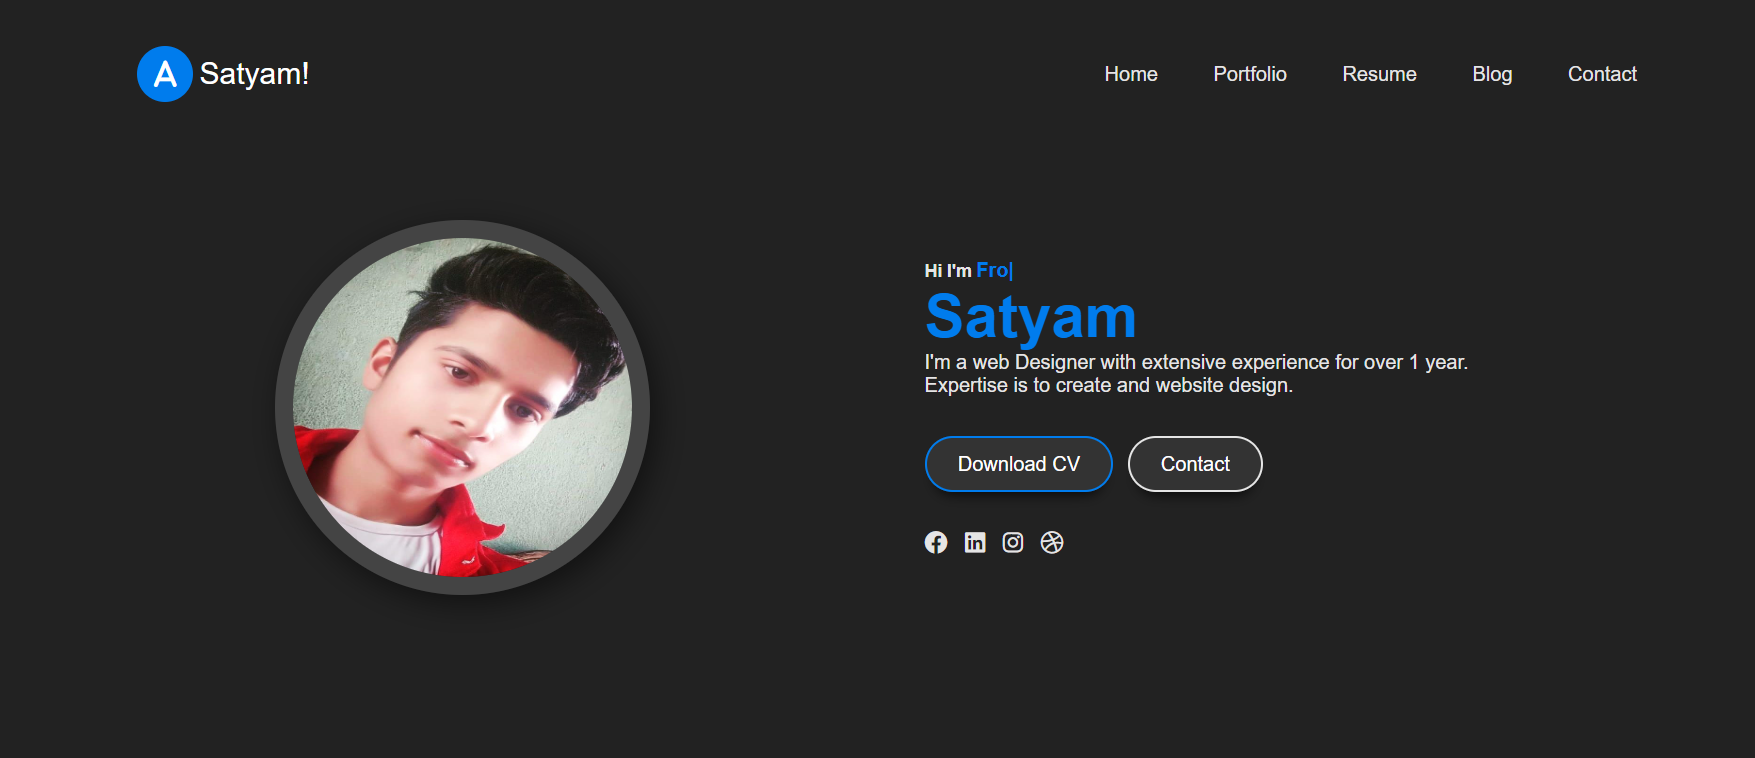 A Satyam!
Home Portfolio Resume Blog Contact
Hi I'm Fro|
Satyam
I'm a web Designer with extensive experience for over 1 year.
Expertise is to create and website design.
Download CV Contact